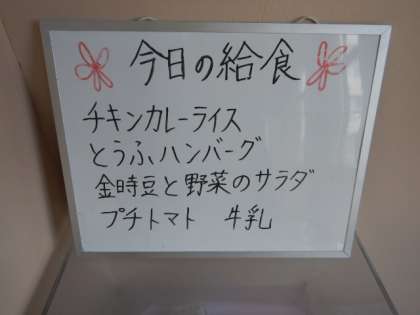 今日の給食
チキンカレーライス
とうふハンバーグ
金時豆と野菜のサラダ
プチトマト 牛乳